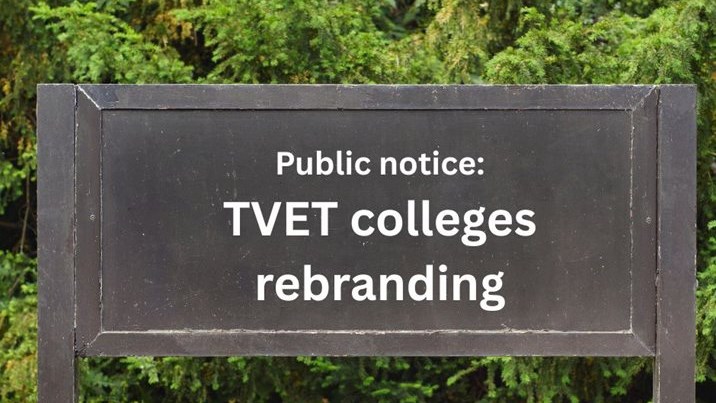 Public notice:
TVET colleges
rebranding